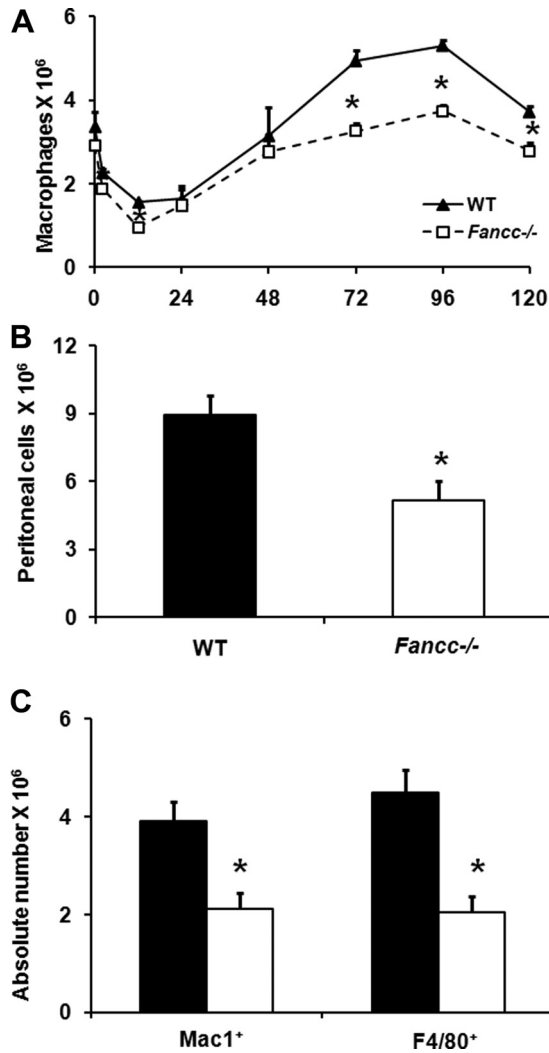 A
Macrophages X 10⁶
6
4
2
0
*
*
*
*
*
WT
Fancc-/-
0 24 48 72 96 120
B
Peritoneal cells X 10⁶
12
9
6
3
0
*
WT Fancc-/-
C
Absolute number X 10⁶
6
4
2
0
* *
Mac1⁺ F4/80⁺